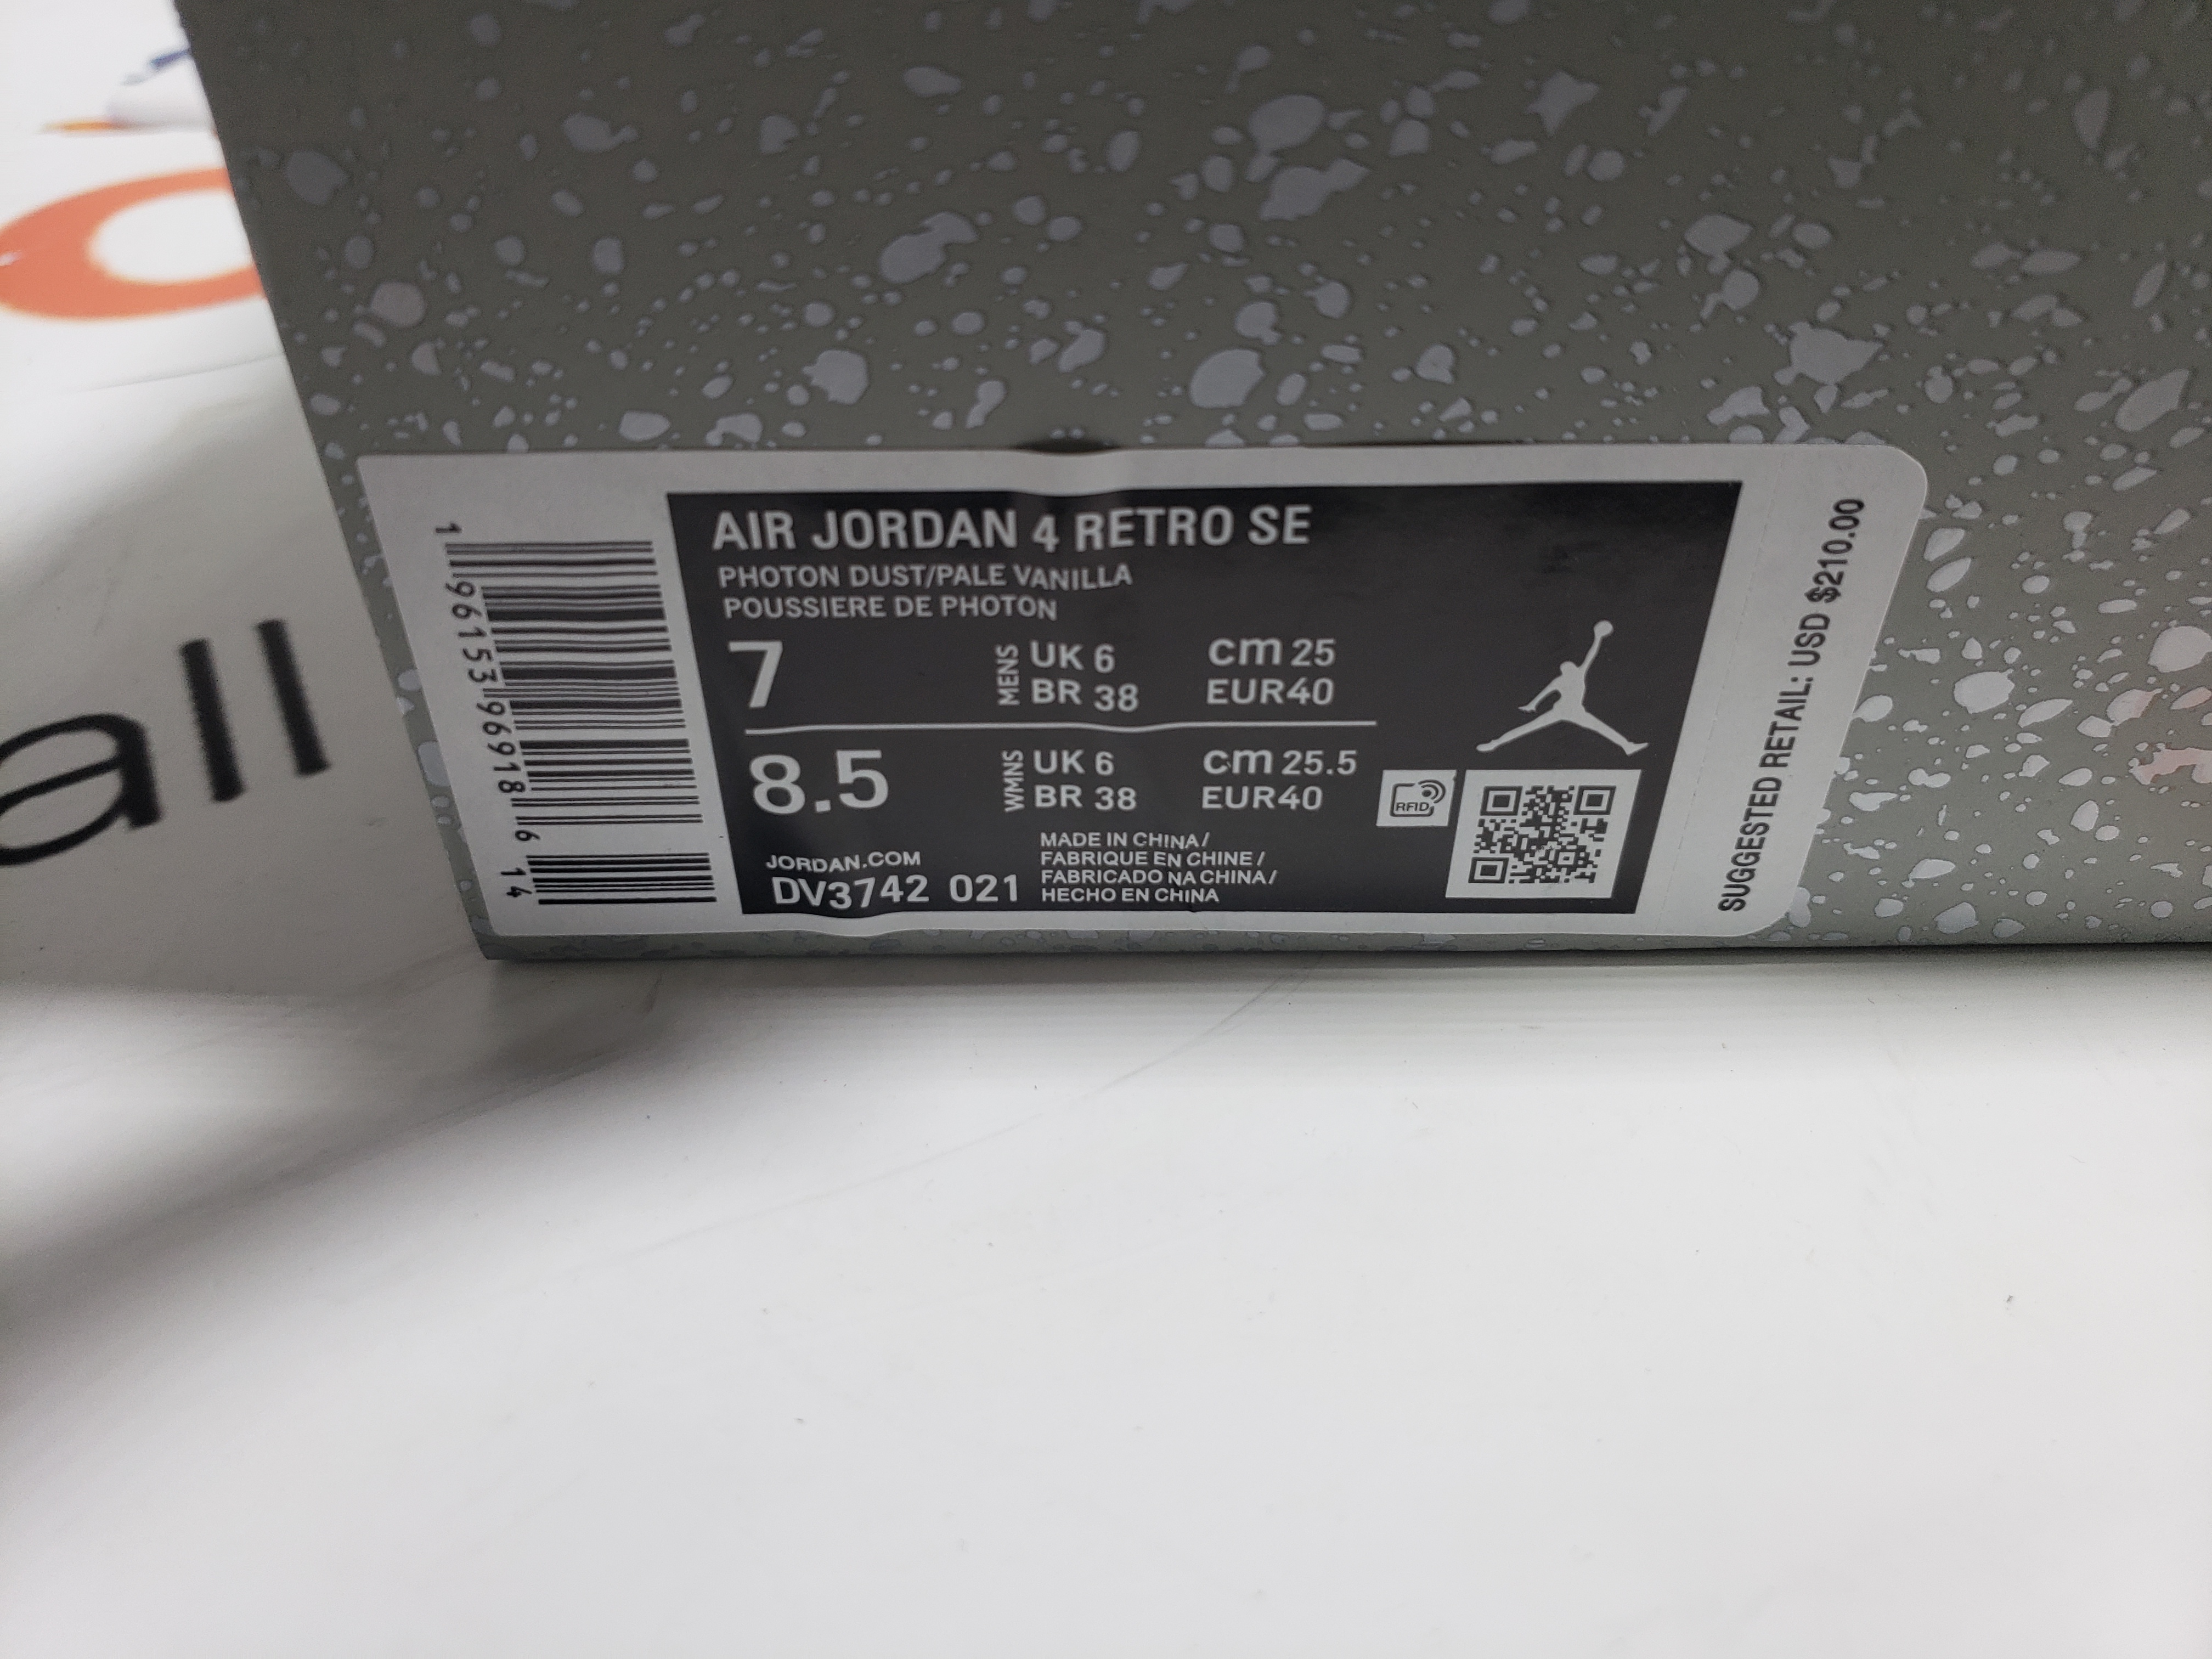 all
1 96153 96918 6 14
AIR JORDAN 4 RETRO SE
PHOTON DUST/PALE VANILLA
POUSSIERE DE PHOTON
7 MENS UK 6 cm 25
BR 38 EUR40
8.5 WMNS UK 6 cm 25.5
BR 38 EUR40
RFID
MADE IN CHINA/
FABRIQUE EN CHINE /
FABRICADO NA CHINA/
HECHO EN CHINA
JORDAN.COM
DV3742 021
SUGGESTED RETAIL: USD $210.00